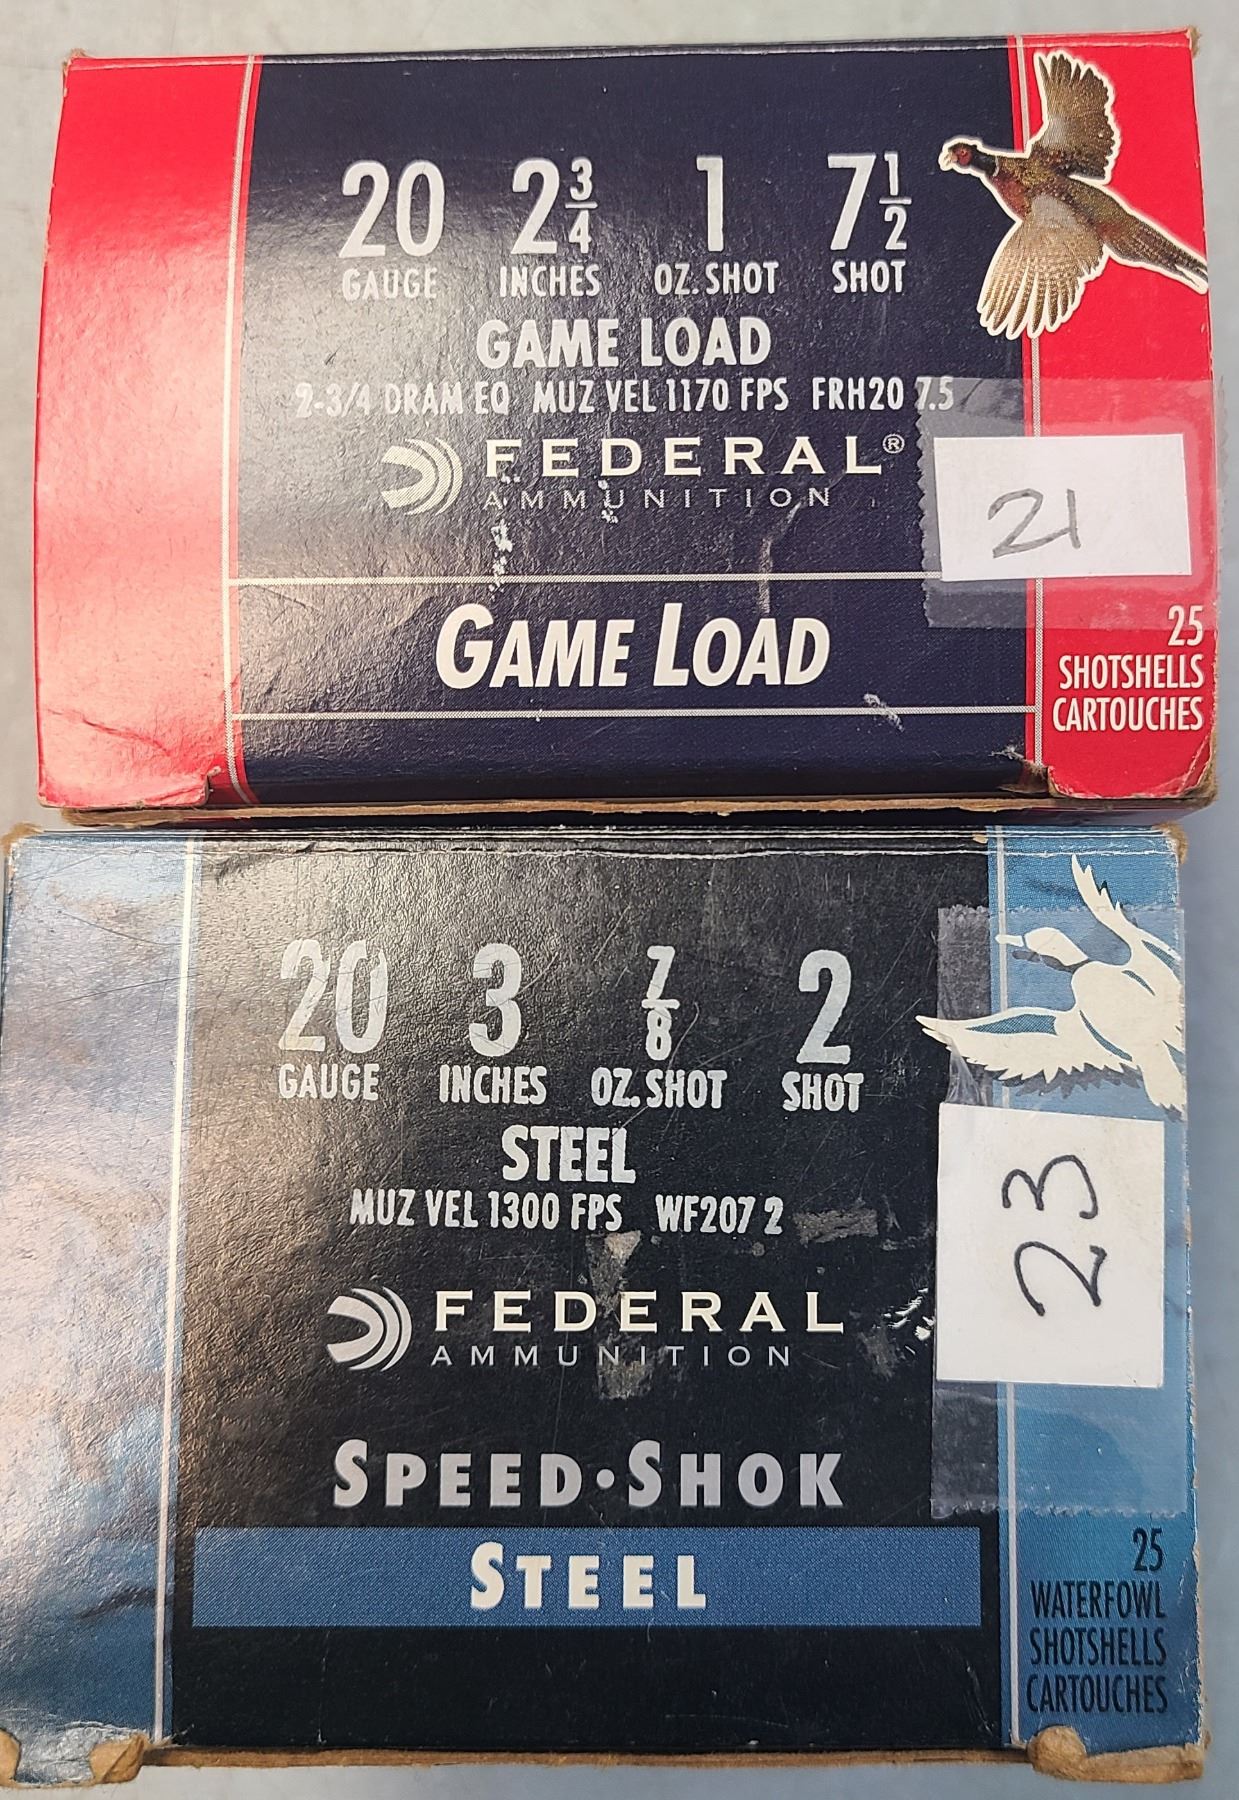 20 2 3/4 1 7 1/2
GAUGE INCHES OZ. SHOT SHOT
GAME LOAD
2-3/4 DRAM EQ MUZ VEL 1170 FPS FRH20 7.5
FEDERAL®
AMMUNITION
21
GAME LOAD
25
SHOTSHELLS
CARTOUCHES
20 3 7/8 2
GAUGE INCHES OZ. SHOT SHOT
STEEL
MUZ VEL 1300 FPS WF207 2
23
FEDERAL
AMMUNITION
SPEED·SHOK
STEEL
25
WATERFOWL
SHOTSHELLS
CARTOUCHES